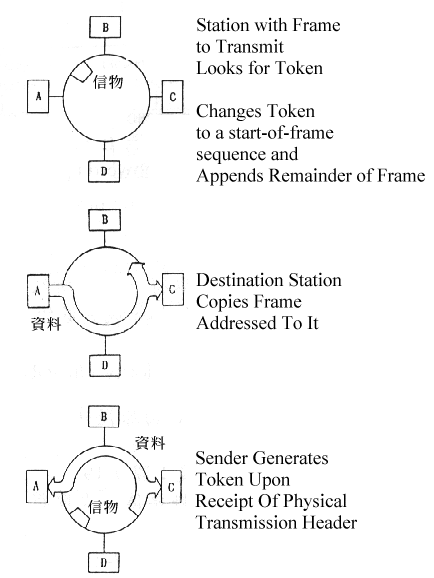 B
Station with Frame
to Transmit
Looks for Token
信物
A
C
Changes Token
to a start-of-frame
sequence and
Appends Remainder of Frame
D
B
A
C
Destination Station
Copies Frame
Addressed To It
資料
D
B
資料
Sender Generates
Token Upon
Receipt Of Physical
Transmission Header
A
C
信物
D